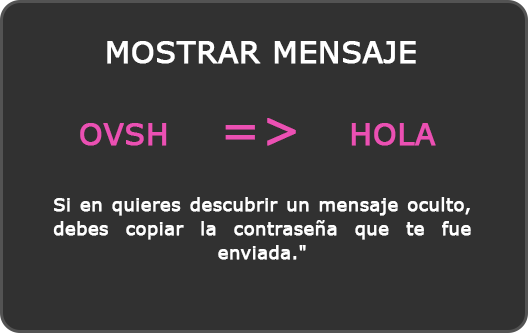 MOSTRAR MENSAJE
OVSH => HOLA
Si en quieres descubrir un mensaje oculto,
debes copiar la contraseña que te fue
enviada."